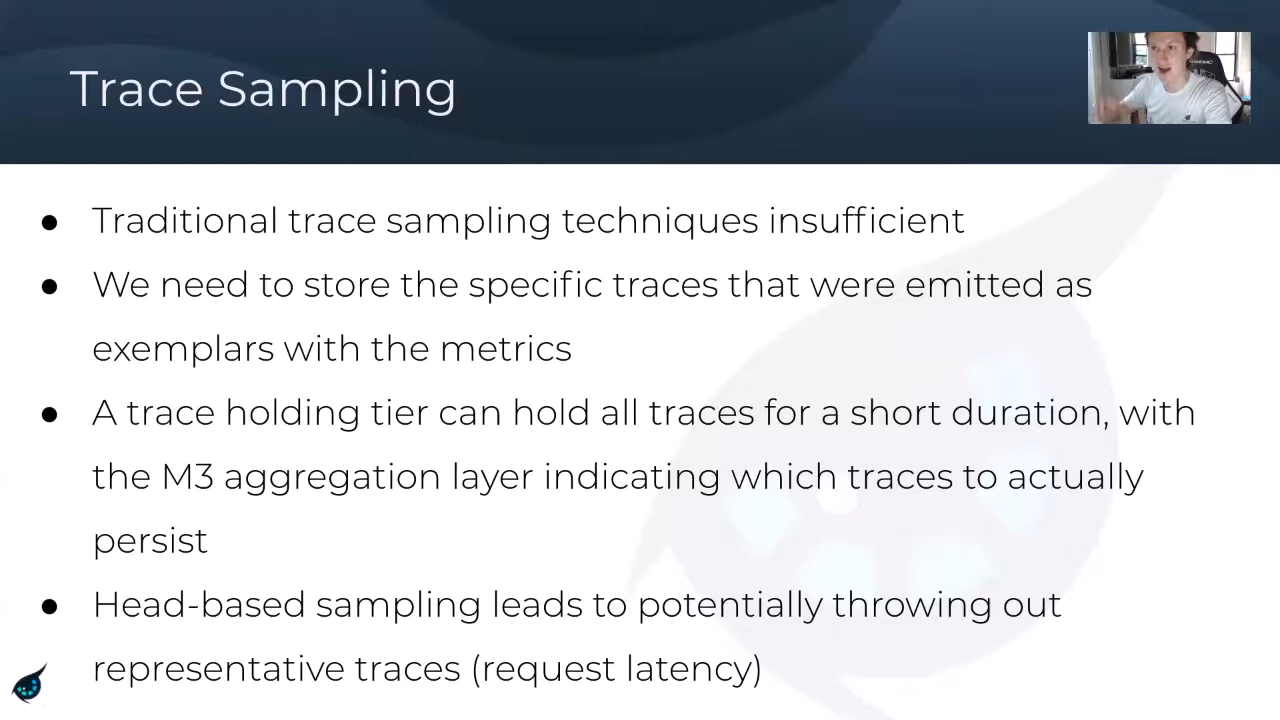 Trace Sampling
● Traditional trace sampling techniques insufficient
● We need to store the specific traces that were emitted as
exemplars with the metrics
● A trace holding tier can hold all traces for a short duration, with
the M3 aggregation layer indicating which traces to actually
persist
● Head-based sampling leads to potentially throwing out
representative traces (request latency)